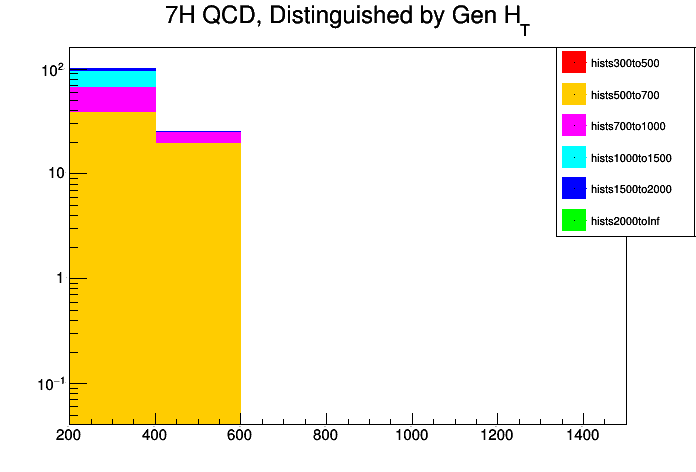 7H QCD, Distinguished by Gen H_T
hists300to500
hists500to700
hists700to1000
hists1000to1500
hists1500to2000
hists2000toInf
10²
10
1
10⁻¹
200 400 600 800 1000 1200 1400